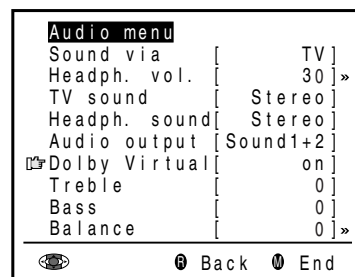 Audio menu
Sound via [ TV]
Headph. vol. [ 30]»
TV sound [ Stereo]
Headph. sound[ Stereo]
Audio output [Sound1+2]
Dolby Virtual[ on]
Treble [ 0]
Bass [ 0]
Balance [ 0]»
R Back M End